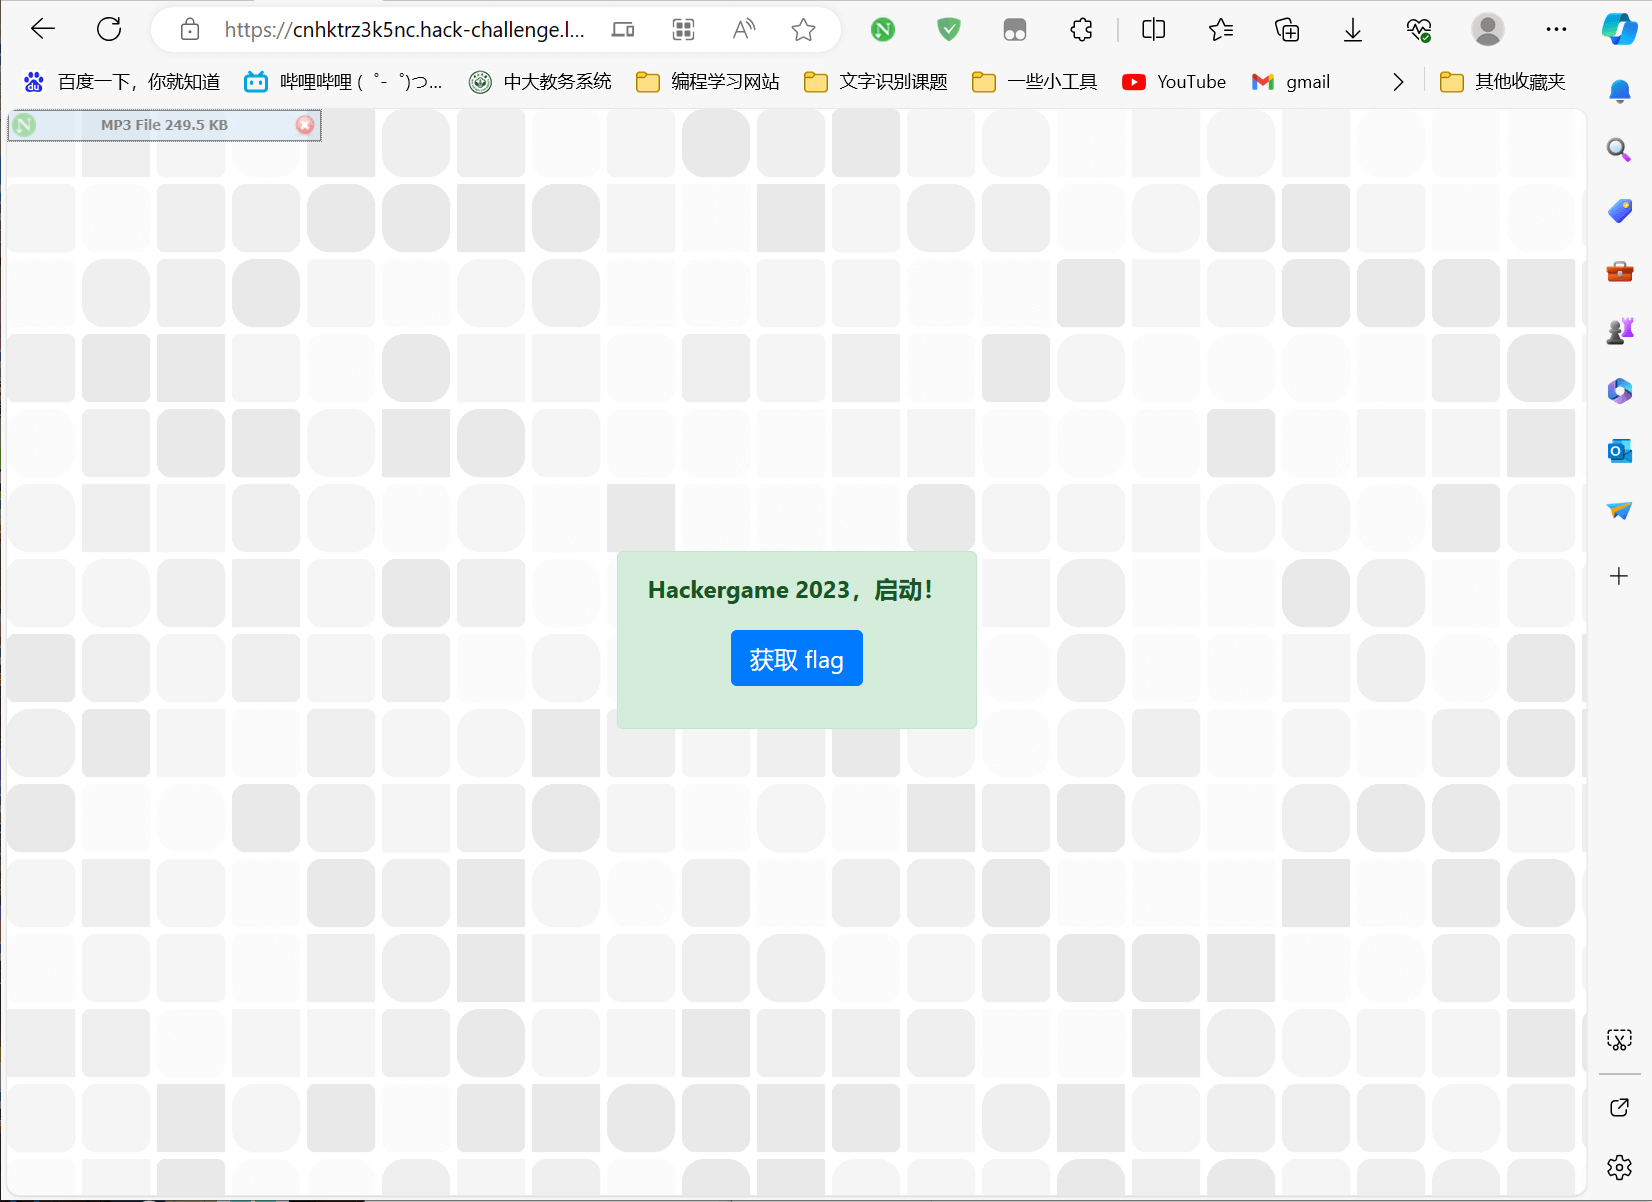 https://cnhktrz3k5nc.hack-challenge.l...
百度一下，你就知道 哔哩哔哩 ( ゜- ゜)つ... 中大教务系统 编程学习网站 文字识别课题 一些小工具 YouTube gmail 其他收藏夹
MP3 File 249.5 KB
Hackergame 2023，启动！
获取 flag